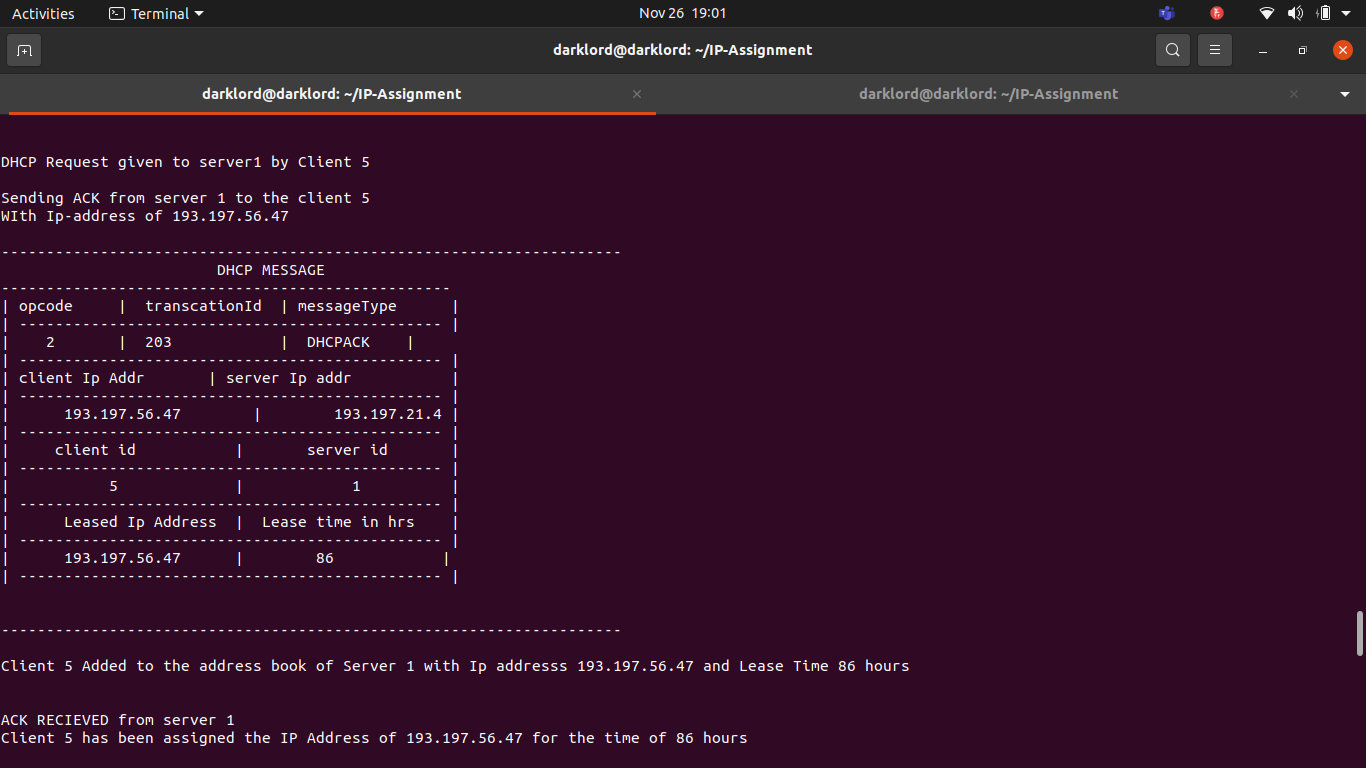 Activities Terminal Nov 26 19:01
darklord@darklord: ~/IP-Assignment
darklord@darklord: ~/IP-Assignment × darklord@darklord: ~/IP-Assignment ×
DHCP Request given to server1 by Client 5
Sending ACK from server 1 to the client 5
WIth Ip-address of 193.197.56.47
---------------------------------------------------------------------
DHCP MESSAGE
--------------------------------------------------
| opcode | transcationId | messageType |
| ----------------------------------------------- |
| 2 | 203 | DHCPACK |
| ----------------------------------------------- |
| client Ip Addr | server Ip addr |
| ----------------------------------------------- |
| 193.197.56.47 | 193.197.21.4 |
| ----------------------------------------------- |
| client id | server id |
| ----------------------------------------------- |
| 5 | 1 |
| ----------------------------------------------- |
| Leased Ip Address | Lease time in hrs |
| ----------------------------------------------- |
| 193.197.56.47 | 86 |
| ----------------------------------------------- |
---------------------------------------------------------------------
Client 5 Added to the address book of Server 1 with Ip addresss 193.197.56.47 and Lease Time 86 hours
ACK RECIEVED from server 1
Client 5 has been assigned the IP Address of 193.197.56.47 for the time of 86 hours